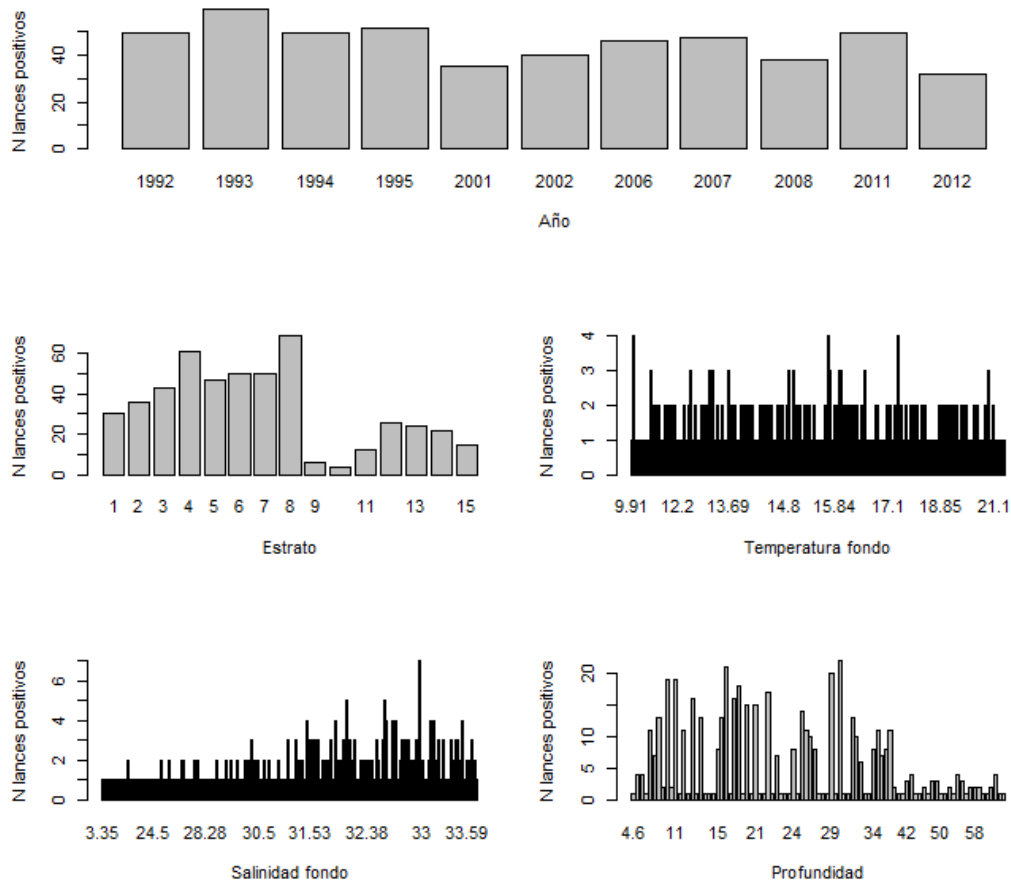 N lances positivos
0 20 40
1992 1993 1994 1995 2001 2002 2006 2007 2008 2011 2012
Año
N lances positivos
0 20 40 60
1 2 3 4 5 6 7 8 9 11 13 15
Estrato
N lances positivos
0 1 2 3 4
9.91 12.2 13.69 14.8 15.84 17.1 18.85 21.1
Temperatura fondo
N lances positivos
0 2 4 6
3.35 24.5 28.28 30.5 31.53 32.38 33 33.59
Salinidad fondo
N lances positivos
0 5 10 20
4.6 11 15 21 24 29 34 42 50 58
Profundidad